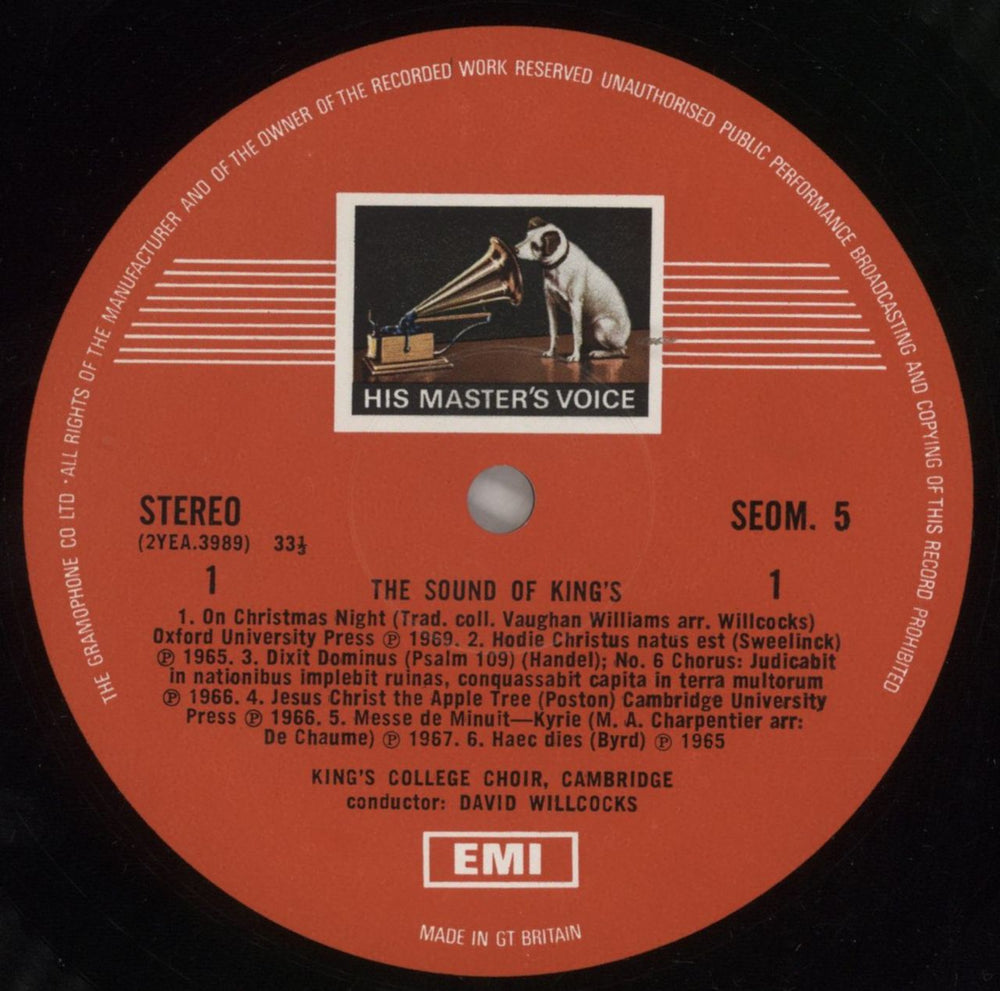 THE GRAMOPHONE CO LTD · ALL RIGHTS OF THE MANUFACTURER AND OF THE OWNER OF THE RECORDED WORK RESERVED UNAUTHORISED PUBLIC PERFORMANCE BROADCASTING AND COPYING OF THIS RECORD PROHIBITED
HIS MASTER'S VOICE
STEREO
SEOM. 5
(2YEA.3989) 33⅓
1
1
THE SOUND OF KING'S
1. On Christmas Night (Trad. coll. Vaughan Williams arr. Willcocks)
Oxford University Press ℗ 1969. 2. Hodie Christus natus est (Sweelinck)
℗ 1965. 3. Dixit Dominus (Psalm 109) (Handel); No. 6 Chorus: Judicabit
in nationibus implebit ruinas, conquassabit capita in terra multorum
℗ 1966. 4. Jesus Christ the Apple Tree (Poston) Cambridge University
Press ℗ 1966. 5. Messe de Minuit—Kyrie (M. A. Charpentier arr:
De Chaume) ℗ 1967. 6. Haec dies (Byrd) ℗ 1965
KING'S COLLEGE CHOIR, CAMBRIDGE
conductor: DAVID WILLCOCKS
EMI
MADE IN GT BRITAIN